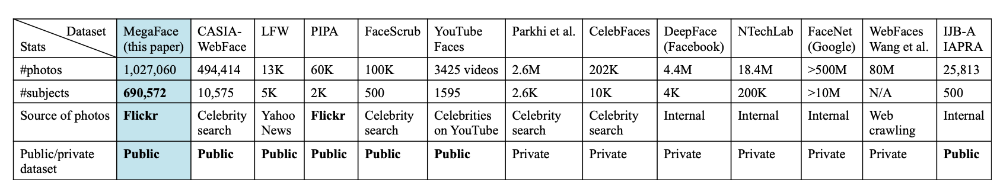 Dataset MegaFace CASIA- LFW PIPA FaceScrub YouTube Parkhi et al. CelebFaces DeepFace NTechLab FaceNet WebFaces IJB-A
Stats (this paper) WebFace Faces (Facebook) (Google) Wang et al. IAPRA
#photos 1,027,060 494,414 13K 60K 100K 3425 videos 2.6M 202K 4.4M 18.4M >500M 80M 25,813
#subjects 690,572 10,575 5K 2K 500 1595 2.6K 10K 4K 200K >10M N/A 500
Source of photos Flickr Celebrity Yahoo Flickr Celebrity Celebrities Celebrity Celebrity Internal Internal Internal Web Internal
search News search on YouTube search search crawling
Public/private Public Public Public Public Public Public Private Private Private Private Private Private Public
dataset